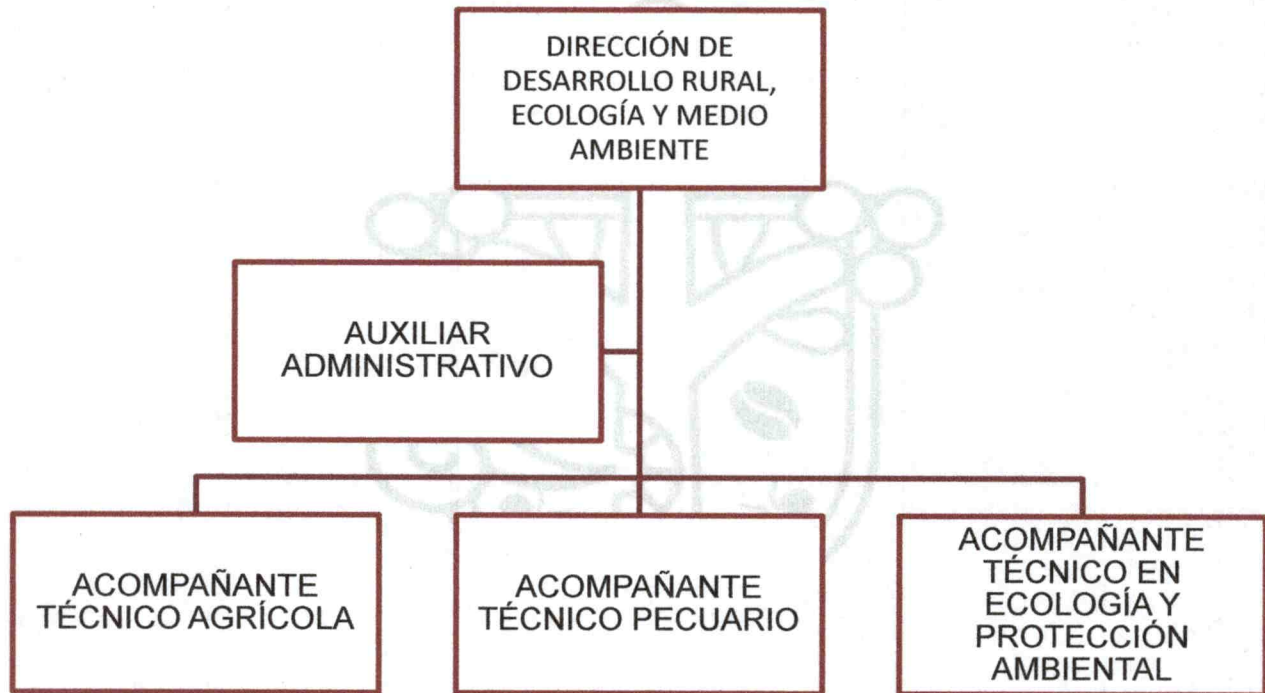 DIRECCIÓN DE
DESARROLLO RURAL,
ECOLOGÍA Y MEDIO
AMBIENTE
AUXILIAR
ADMINISTRATIVO
ACOMPAÑANTE
TÉCNICO AGRÍCOLA
ACOMPAÑANTE
TÉCNICO PECUARIO
ACOMPAÑANTE
TÉCNICO EN
ECOLOGÍA Y
PROTECCIÓN
AMBIENTAL